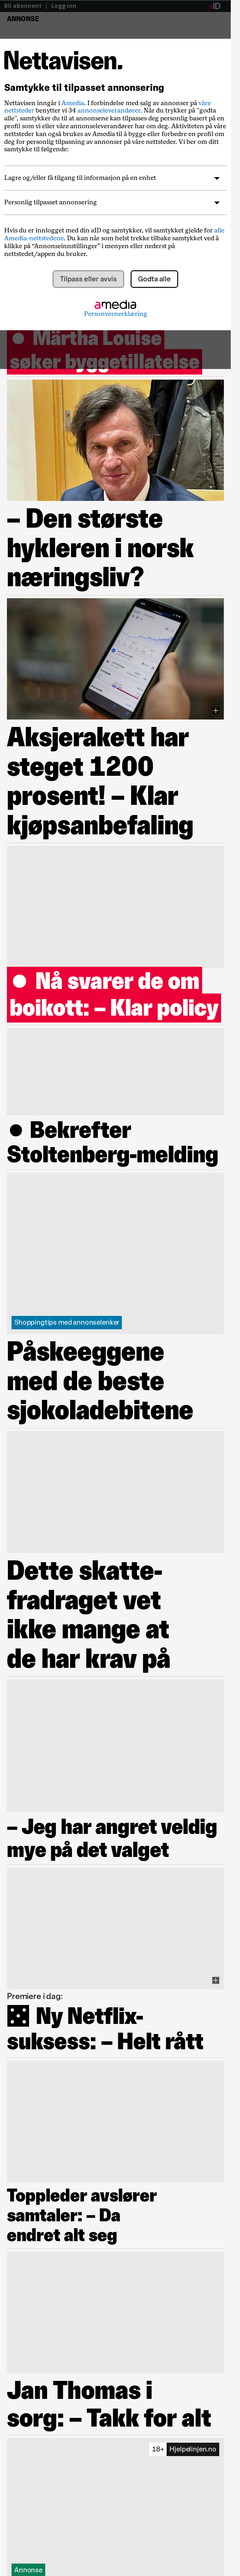 Bli abonnent | Logg inn
ANNONSE
Nettavisen.
Samtykke til tilpasset annonsering
Nettavisen inngår i Amedia. I forbindelse med salg av annonser på våre
nettsteder benytter vi 34 annonseleverandører. Når du trykker på "godta
alle", samtykker du til at annonser kan tilpasses deg personlig basert på en
profil som vi eller våre annonseleverandører har om deg. Aktiviteten på våre
nettsteder kan også brukes av Amedia til å bygge eller forbedre en profil om
deg for personlig tilpasning av annonser på våre nettsteder. Vi ber om ditt
samtykke til følgende:
Lagre og/eller få tilgang til informasjon på en enhet
Personlig tilpasset annonsering
Hvis du er innlogget med din aID og samtykker, vil samtykket gjelde for alle
Amedia-nettstedene. Du kan når som helst trekke tilbake samtykket ved å
klikke på “Annonseinnstillinger” i menyen eller nederst på
nettstedet/appen du bruker.
Tilpass eller avvis
Godta alle
amedia
Personvernerklæring
Märtha Louise
søker byggetillatelse
– Den største
hykleren i norsk
næringsliv?
Aksjerakett har
steget 1200
prosent! – Klar
kjøpsanbefaling
Nå svarer de om
boikott: – Klar policy
Bekrefter
Stoltenberg-melding
Shoppingtips med annonselenker
Påskeeggene
med de beste
sjokoladebitene
Dette skatte-
fradraget vet
ikke mange at
de har krav på
– Jeg har angret veldig
mye på det valget
Premiere i dag:
Ny Netflix-
suksess: – Helt rått
Toppleder avslører
samtaler: – Da
endret alt seg
Jan Thomas i
sorg: – Takk for alt
18+ Hjelpelinjen.no
Annonse